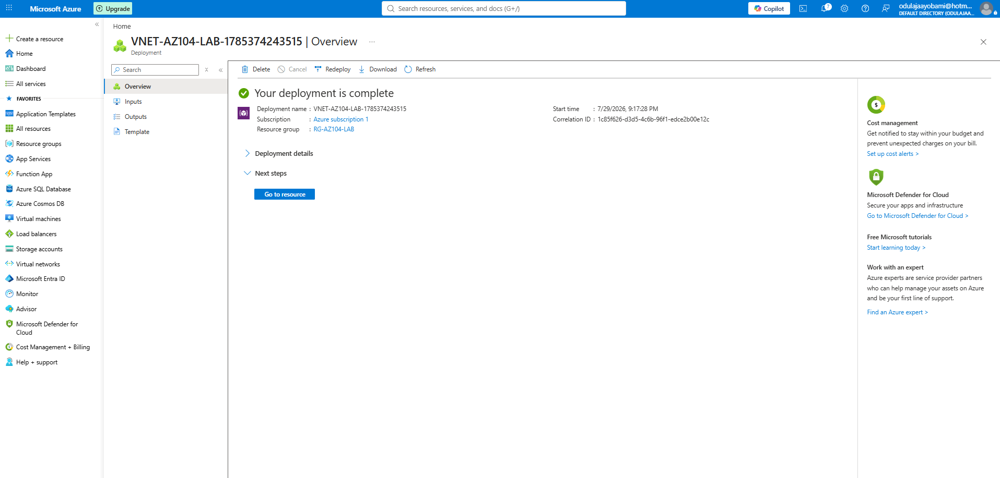 Microsoft Azure
Upgrade
Search resources, services, and docs (G+/)
Copilot
7
odulajaayobami@hotm...
DEFAULT DIRECTORY (ODULAJAA...
Create a resource
Home
Dashboard
All services
FAVORITES
Application Templates
All resources
Resource groups
App Services
Function App
Azure SQL Database
Azure Cosmos DB
Virtual machines
Load balancers
Storage accounts
Virtual networks
Microsoft Entra ID
Monitor
Advisor
Microsoft Defender for
Cloud
Cost Management + Billing
Help + support
Home
VNET-AZ104-LAB-1785374243515 | Overview ...
Deployment
Search
Overview
Inputs
Outputs
Template
Delete Cancel Redeploy Download Refresh
Your deployment is complete
Deployment name : VNET-AZ104-LAB-1785374243515
Subscription : Azure subscription 1
Resource group : RG-AZ104-LAB
Start time : 7/29/2026, 9:17:28 PM
Correlation ID : 1c85f626-d3d5-4c6b-96f1-edce2b00e12c
Deployment details
Next steps
Go to resource
Cost management
Get notified to stay within your budget and
prevent unexpected charges on your bill.
Set up cost alerts >
Microsoft Defender for Cloud
Secure your apps and infrastructure
Go to Microsoft Defender for Cloud >
Free Microsoft tutorials
Start learning today >
Work with an expert
Azure experts are service provider partners
who can help manage your assets on Azure
and be your first line of support.
Find an Azure expert >